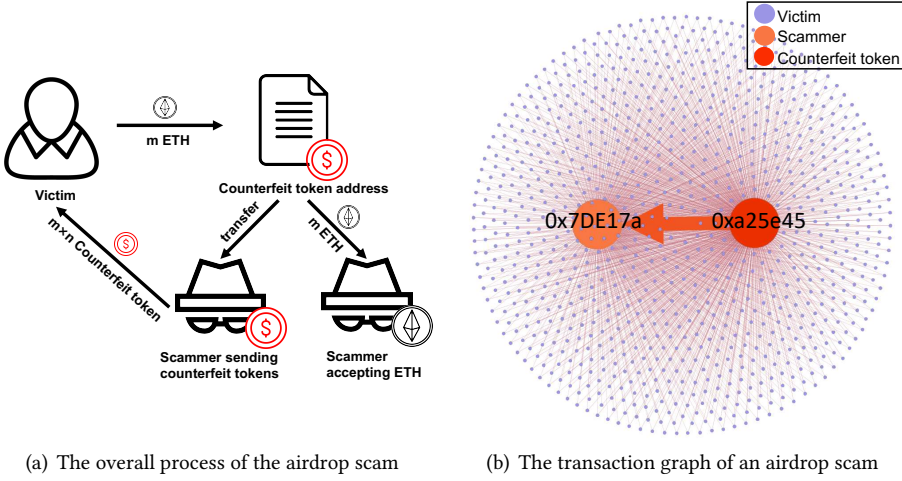 Victim
m ETH
$
Counterfeit token address
transfer
m ETH
$
m×n Counterfeit token
$
Scammer sending
counterfeit tokens
Scammer
accepting ETH
(a) The overall process of the airdrop scam
Victim
Scammer
Counterfeit token
0x7DE17a
0xa25e45
(b) The transaction graph of an airdrop scam